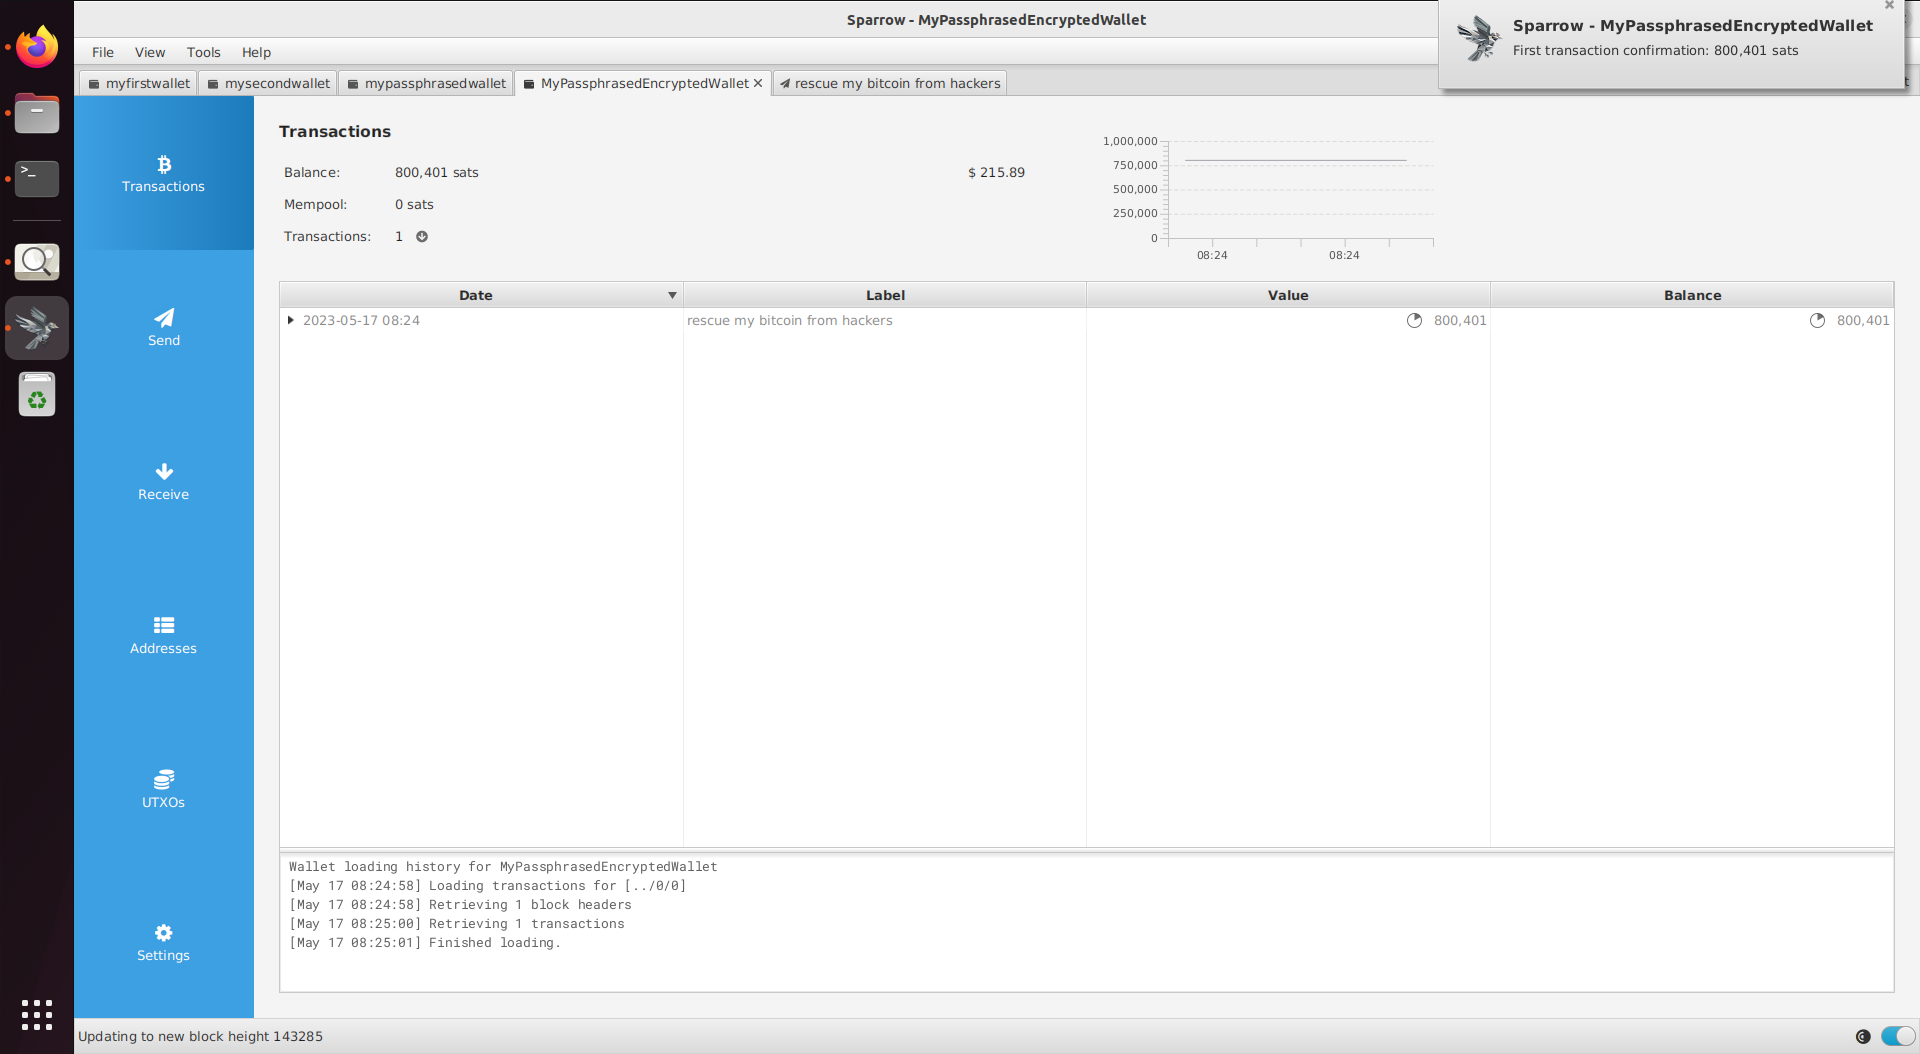 Sparrow - MyPassphrasedEncryptedWallet
Sparrow - MyPassphrasedEncryptedWallet
First transaction confirmation: 800,401 sats
File View Tools Help
myfirstwallet mysecondwallet mypassphrasedwallet MyPassphrasedEncryptedWallet rescue my bitcoin from hackers
Transactions
Send
Receive
Addresses
UTXOs
Settings
Transactions
Balance: 800,401 sats $ 215.89
Mempool: 0 sats
Transactions: 1
1,000,000
750,000
500,000
250,000
0
08:24 08:24
Date Label Value Balance
2023-05-17 08:24 rescue my bitcoin from hackers 800,401 800,401
Wallet loading history for MyPassphrasedEncryptedWallet
[May 17 08:24:58] Loading transactions for [../0/0]
[May 17 08:24:58] Retrieving 1 block headers
[May 17 08:25:00] Retrieving 1 transactions
[May 17 08:25:01] Finished loading.
Updating to new block height 143285